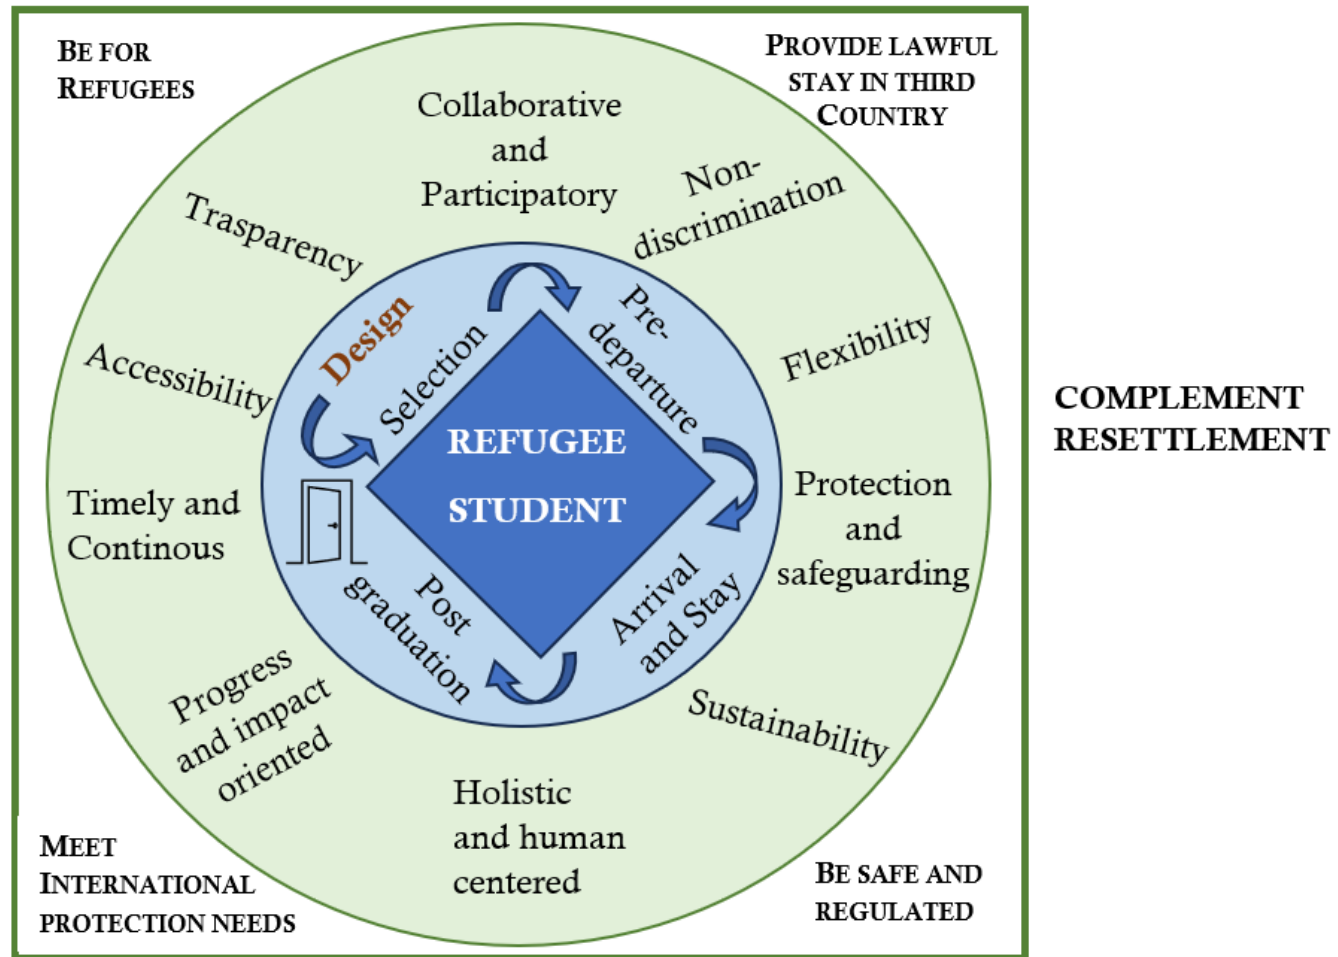 BE FOR
REFUGEES
PROVIDE LAWFUL
STAY IN THIRD
COUNTRY
Collaborative
and
Participatory
Non-
discrimination
Trasparency
Flexibility
Accessibility
Protection
and
safeguarding
Timely and
Continous
Sustainability
Progress
and impact
oriented
Holistic
and human
centered
Design
Selection
Pre-
departure
Arrival
and Stay
Post
graduation
REFUGEE
STUDENT
MEET
INTERNATIONAL
PROTECTION NEEDS
BE SAFE AND
REGULATED
COMPLEMENT
RESETTLEMENT